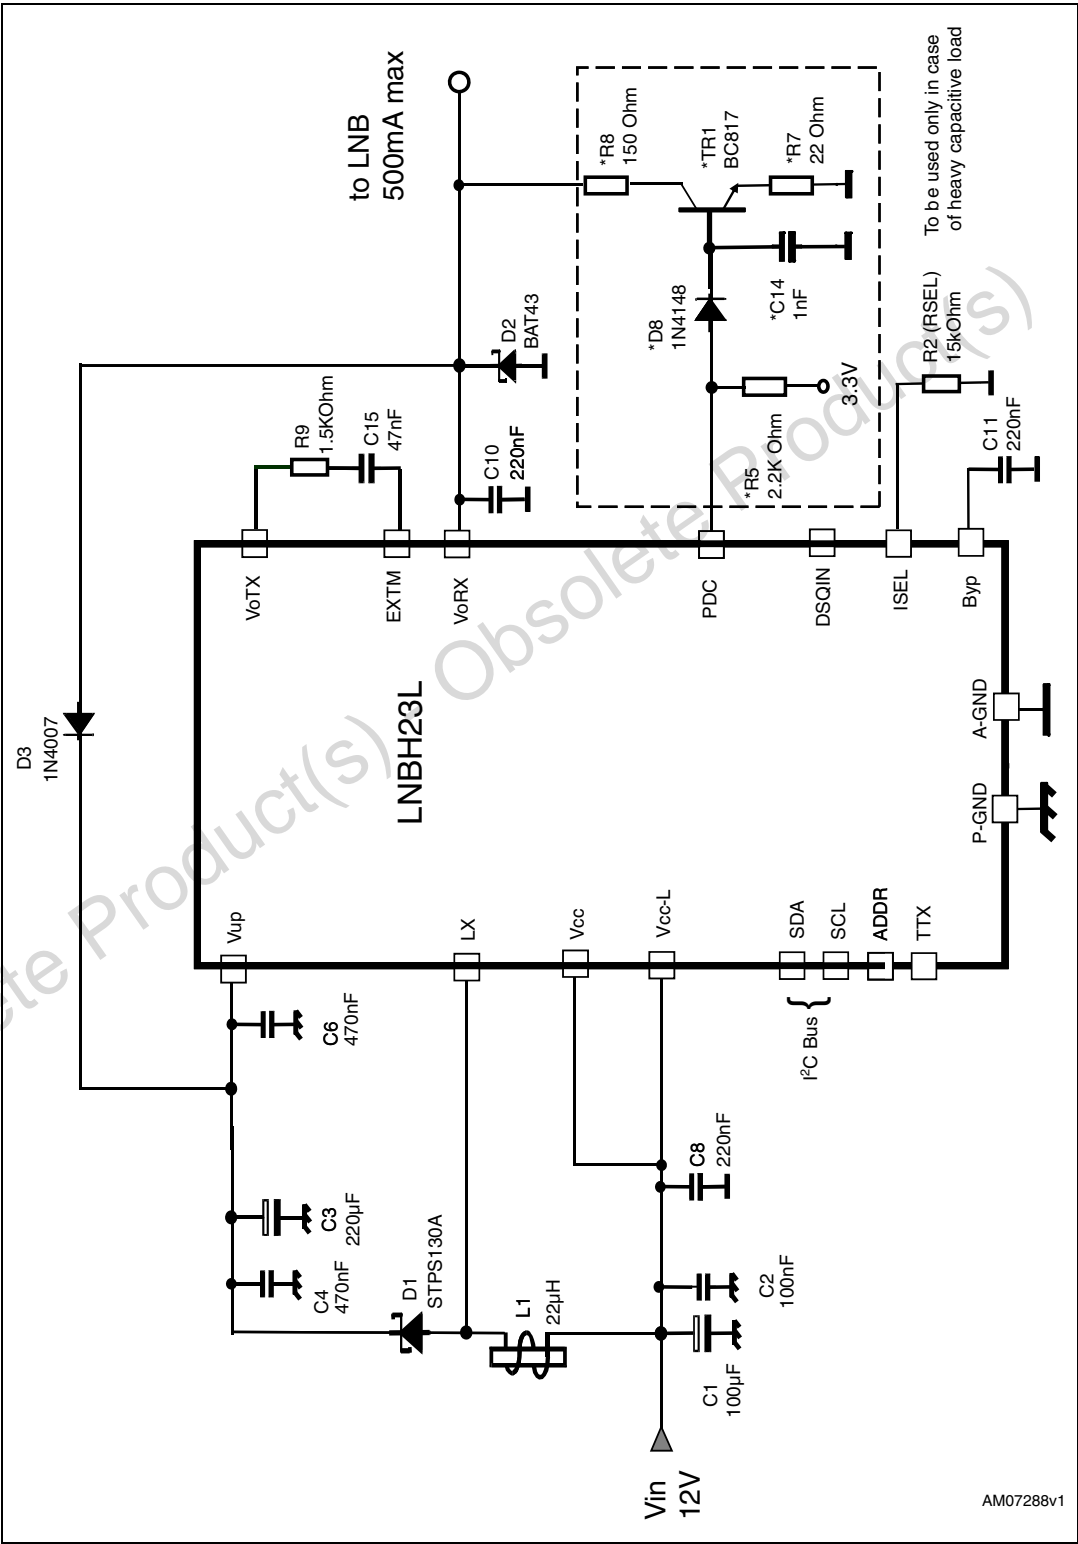 to LNB
500mA max
*R8
150 Ohm
*TR1
BC817
*R7
22 Ohm
To be used only in case
of heavy capacitive load
*D8
1N4148
*C14
1nF
*R5
2.2K Ohm
3.3V
R2 (RSEL)
15kOhm
D2
BAT43
R9
1.5KOhm
C15
47nF
C10
220nF
C11
220nF
D3
1N4007
VoTX
EXTM
VoRX
PDC
DSQIN
ISEL
Byp
LNBH23L
A-GND
P-GND
Vup
LX
Vcc
Vcc-L
SDA
SCL
ADDR
TTX
I²C Bus {
C6
470nF
C3
220µF
C4
470nF
D1
STPS130A
L1
22µH
C8
220nF
C2
100nF
C1
100µF
Vin
12V
AM07288v1
ete Product(s) - Obsolete Product(s)